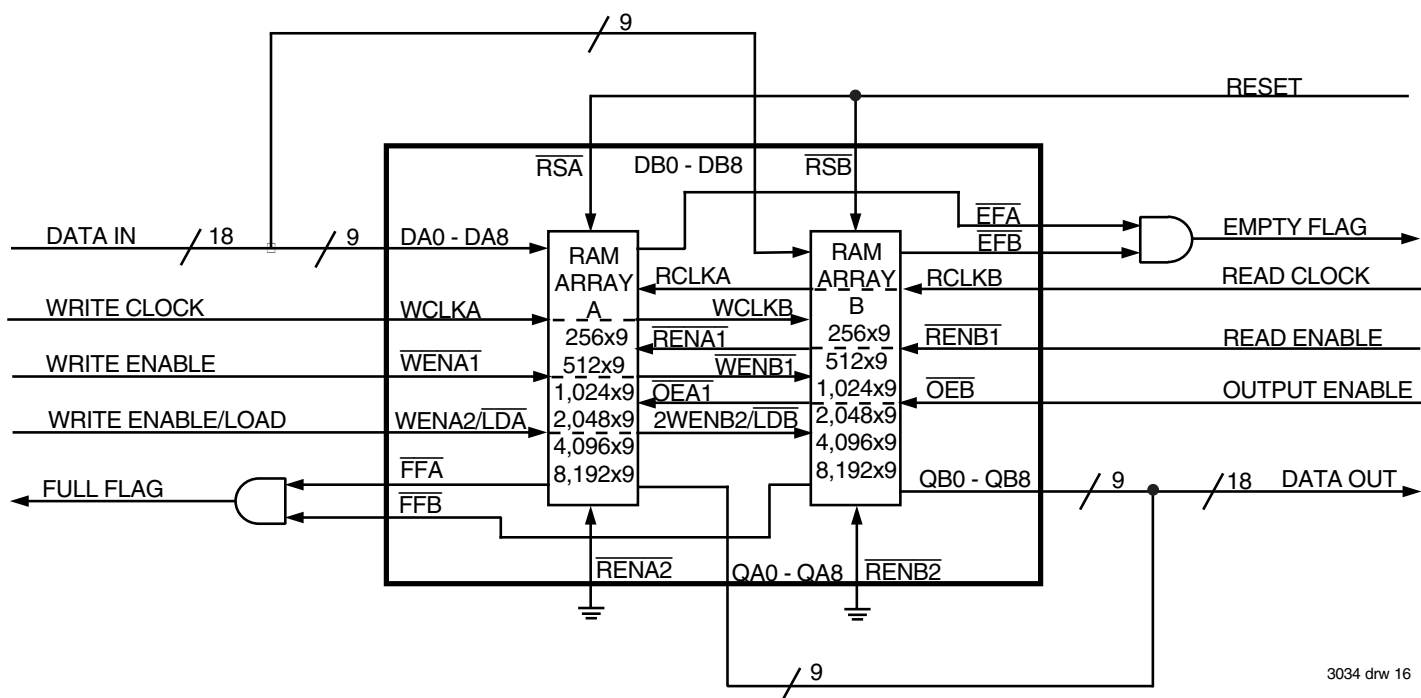 9
RESET
RSA
DB0 - DB8
RSB
DATA IN
18
9
DA0 - DA8
EFA
EFB
EMPTY FLAG
RAM
ARRAY
A
256x9
512x9
1,024x9
2,048x9
4,096x9
8,192x9
RAM
ARRAY
B
256x9
512x9
1,024x9
2,048x9
4,096x9
8,192x9
RCLKA
RCLKB
READ CLOCK
WRITE CLOCK
WCLKA
WCLKB
RENA1
RENB1
READ ENABLE
WRITE ENABLE
WENA1
WENB1
OEA1
OEB
OUTPUT ENABLE
WRITE ENABLE/LOAD
WENA2/LDA
2WENB2/LDB
FFA
FULL FLAG
FFB
QB0 - QB8
9
18
DATA OUT
RENA2
QA0 - QA8
RENB2
9
3034 drw 16